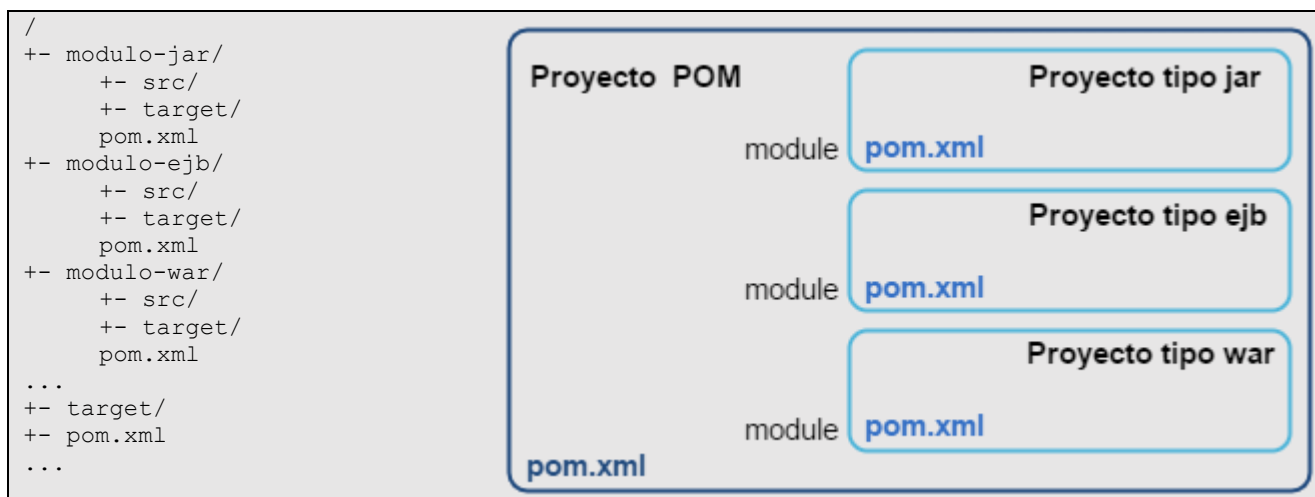 /
+- modulo-jar/
+- src/
+- target/
pom.xml
+- modulo-ejb/
+- src/
+- target/
pom.xml
+- modulo-war/
+- src/
+- target/
pom.xml
...
+- target/
+- pom.xml
...
Proyecto POM
Proyecto tipo jar
module pom.xml
Proyecto tipo ejb
module pom.xml
Proyecto tipo war
module pom.xml
pom.xml